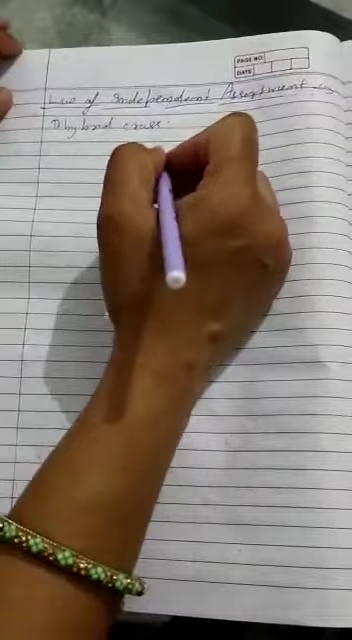 PAGE NO.
DATE
Law of Independent Assortment
Dihybrid cross.